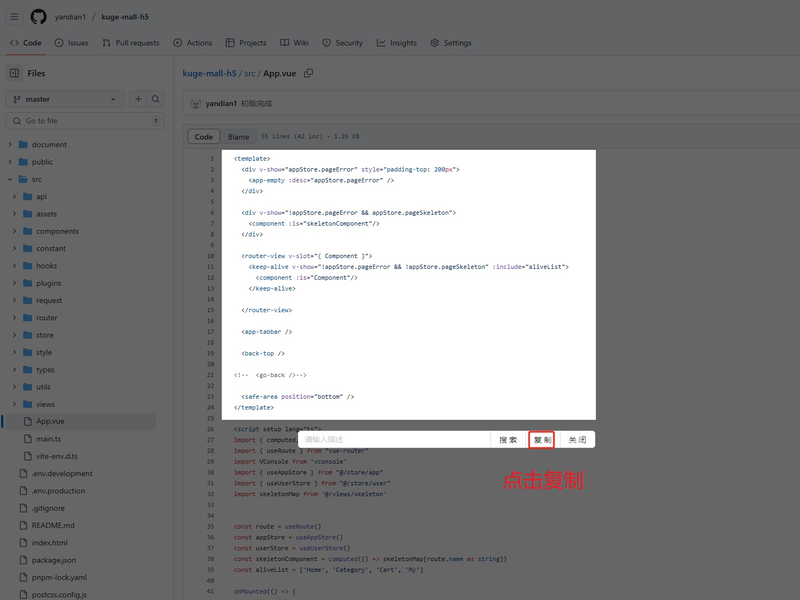 yandian1 / kuge-mall-h5
Code Issues Pull requests Actions Projects Wiki Security Insights Settings
Files
master
Go to file t
document
public
src
api
assets
components
constant
hooks
plugins
request
router
store
style
types
utils
views
App.vue
main.ts
vite-env.d.ts
.env.development
.env.production
.gitignore
README.md
index.html
package.json
pnpm-lock.yaml
postcss.config.js
kuge-mall-h5 / src / App.vue
yandian1 初版完成
Code Blame 55 lines (42 loc) · 1.26 KB
1 <template>
2 <div v-show="appStore.pageError" style="padding-top: 200px">
3 <app-empty :desc="appStore.pageError" />
4 </div>
5
6 <div v-show="!appStore.pageError && appStore.pageSkeleton">
7 <component :is="skeletonComponent"/>
8 </div>
9
10 <router-view v-slot="{ Component }">
11 <keep-alive v-show="!appStore.pageError && !appStore.pageSkeleton" :include="aliveList">
12 <component :is="Component"/>
13 </keep-alive>
14
15 </router-view>
16
17 <app-tabbar />
18
19 <back-top />
20
21 <!-- <go-back />-->
22
23 <safe-area position="bottom" />
24 </template>
25
26 <script setup lang="ts">
27 import { computed,
请输入描述 搜索 复制 关闭
28 import { useRoute } from "vue-router"
29 import VConsole from 'vconsole'
30 import { useAppStore } from "@/store/app"
31 import { useUserStore } from "@/store/user"
32 import skeletonMap from '@/views/skeleton'
点击复制
33
34
35 const route = useRoute()
36 const appStore = useAppStore()
37 const userStore = useUserStore()
38 const skeletonComponent = computed(() => skeletonMap[route.name as string])
39 const aliveList = ['Home', 'Category', 'Cart', 'My']
40
41 onMounted(() => {